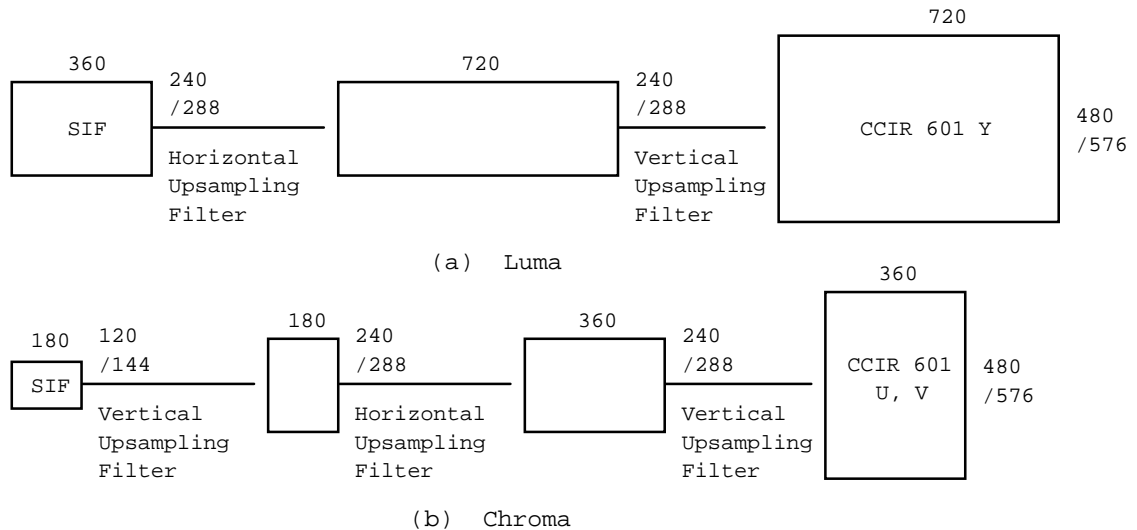 720
360
240
/288
720
240
/288
SIF
CCIR 601 Y
480
/576
Horizontal
Upsampling
Filter
Vertical
Upsampling
Filter
(a) Luma
360
180
120
/144
180
240
/288
360
240
/288
SIF
CCIR 601
U, V
480
/576
Vertical
Upsampling
Filter
Horizontal
Upsampling
Filter
Vertical
Upsampling
Filter
(b) Chroma